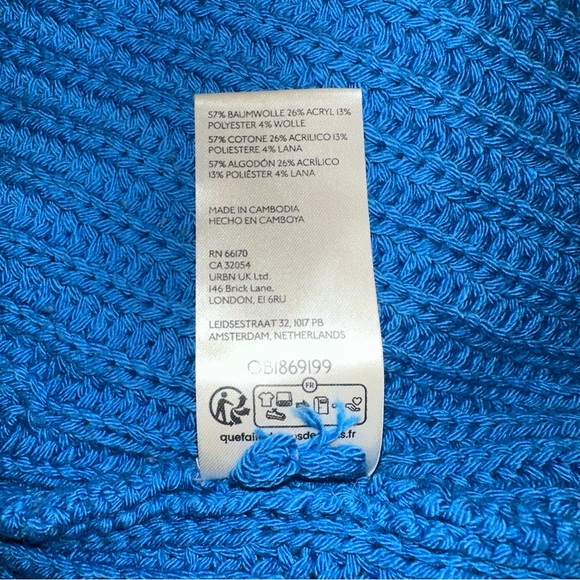 57% BAUMWOLLE 26% ACRYL 13%
POLYESTER 4% WOLLE
57% COTONE 26% ACRILICO 13%
POLIESTERE 4% LANA
57% ALGODÓN 26% ACRÍLICO
13% POLIÉSTER 4% LANA
MADE IN CAMBODIA
HECHO EN CAMBOYA
RN 66170
CA 32054
URBN UK Ltd.
146 Brick Lane,
LONDON, E1 6RU
LEIDSESTRAAT 32, 1017 PB
AMSTERDAM, NETHERLANDS
OB1869199
FR